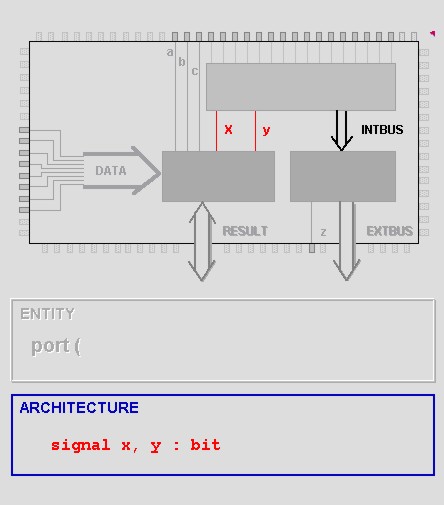 a
b
c
X
y
INTBUS
DATA
RESULT
z
EXTBUS
ENTITY
port (
ARCHITECTURE
signal x, y : bit